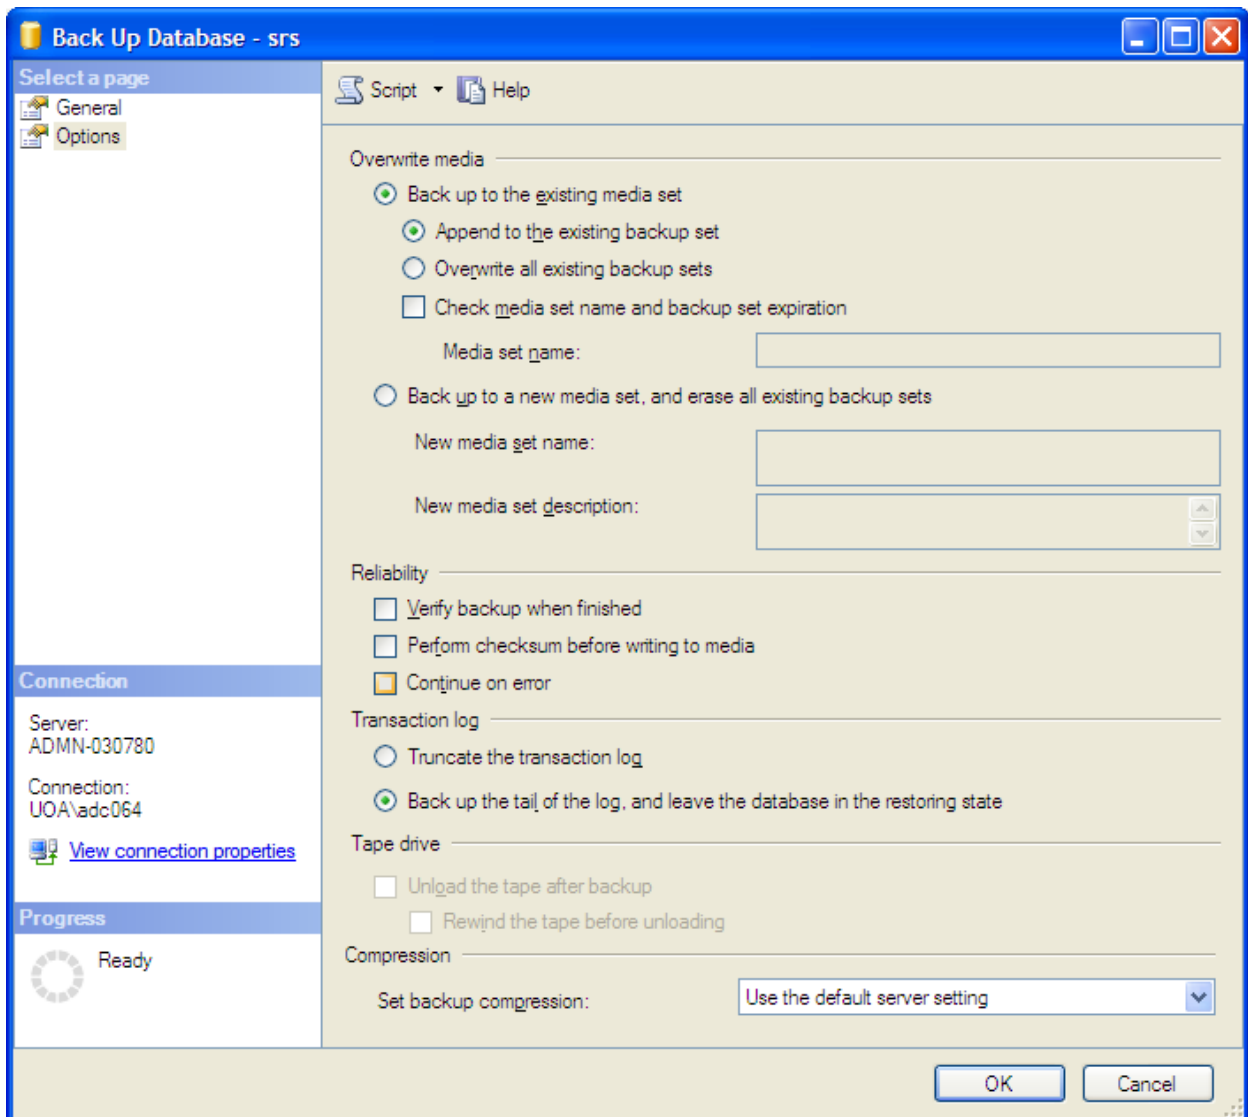 Back Up Database - srs
Select a page
General
Options
Script Help
Overwrite media
Back up to the existing media set
Append to the existing backup set
Overwrite all existing backup sets
Check media set name and backup set expiration
Media set name:
Back up to a new media set, and erase all existing backup sets
New media set name:
New media set description:
Reliability
Verify backup when finished
Perform checksum before writing to media
Continue on error
Transaction log
Truncate the transaction log
Back up the tail of the log, and leave the database in the restoring state
Tape drive
Unload the tape after backup
Rewind the tape before unloading
Compression
Set backup compression: Use the default server setting
Connection
Server:
ADMN-030780
Connection:
UOA\adc064
View connection properties
Progress
Ready
OK Cancel